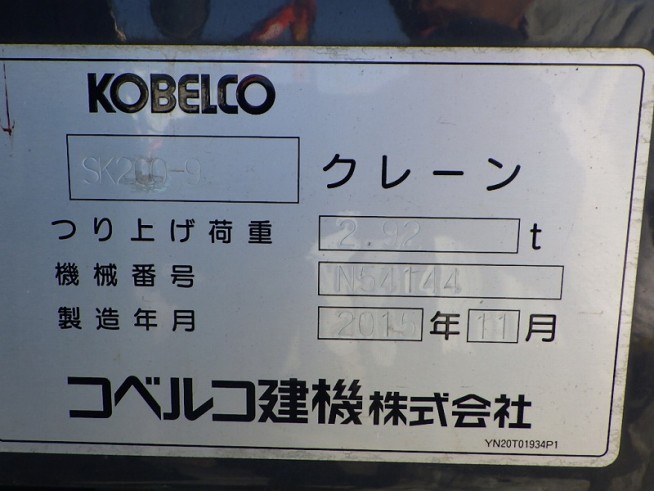 KOBELCO
SK200-9 クレーン
つり上げ荷重 2.92 t
機械番号 N54144
製造年月 2015 年 11 月
コベルコ建機株式会社
YN20T01934P1